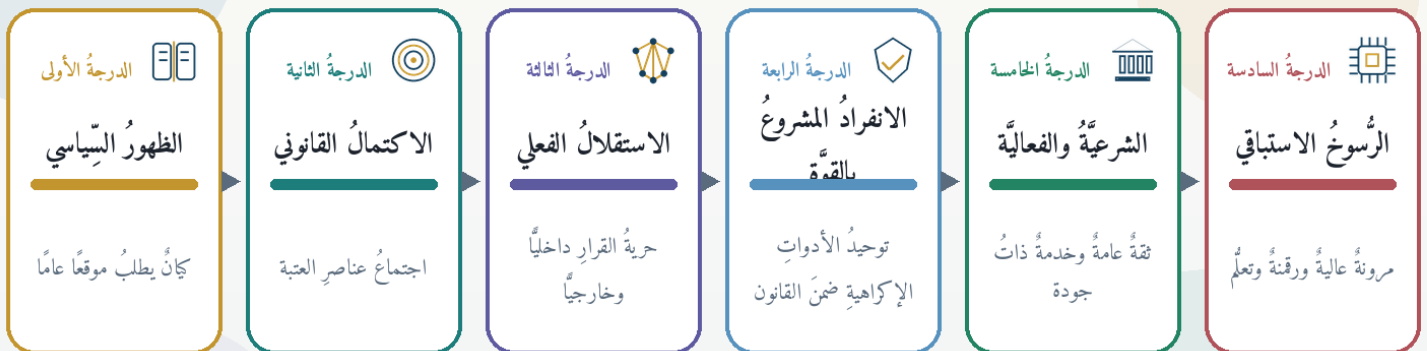 الدرجةُ الأولى
الظهورُ السِّياسي
كيانٌ يطلبُ موقعًا عامًا
الدرجةُ الثانية
الاكتمالُ القانوني
اجتماعُ عناصرِ العتبة
الدرجةُ الثالثة
الاستقلالُ الفعلي
حريةُ القرارِ داخليًّا
وخارجيًّا
الدرجةُ الرابعة
الانفرادُ المشروعُ
بالقوَّة
توحيدُ الأدواتِ
الإكراهيةِ ضمنَ القانون
الدرجةُ الخامسة
الشرعيَّةُ والفعاليَّة
ثقةٌ عامةٌ وخدمةٌ ذاتُ
جودة
الدرجةُ السادسة
الرُّسوخُ الاستباقي
مرونةٌ عاليةٌ ورقمنةٌ وتعلُّم